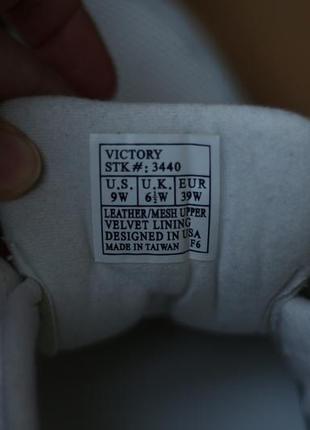 VICTORY
STK #: 3440
U.S. U.K. EUR
9W 6½W 39W
LEATHER/MESH UPPER
VELVET LINING
DESIGNED IN USA
MADE IN TAIWAN F6